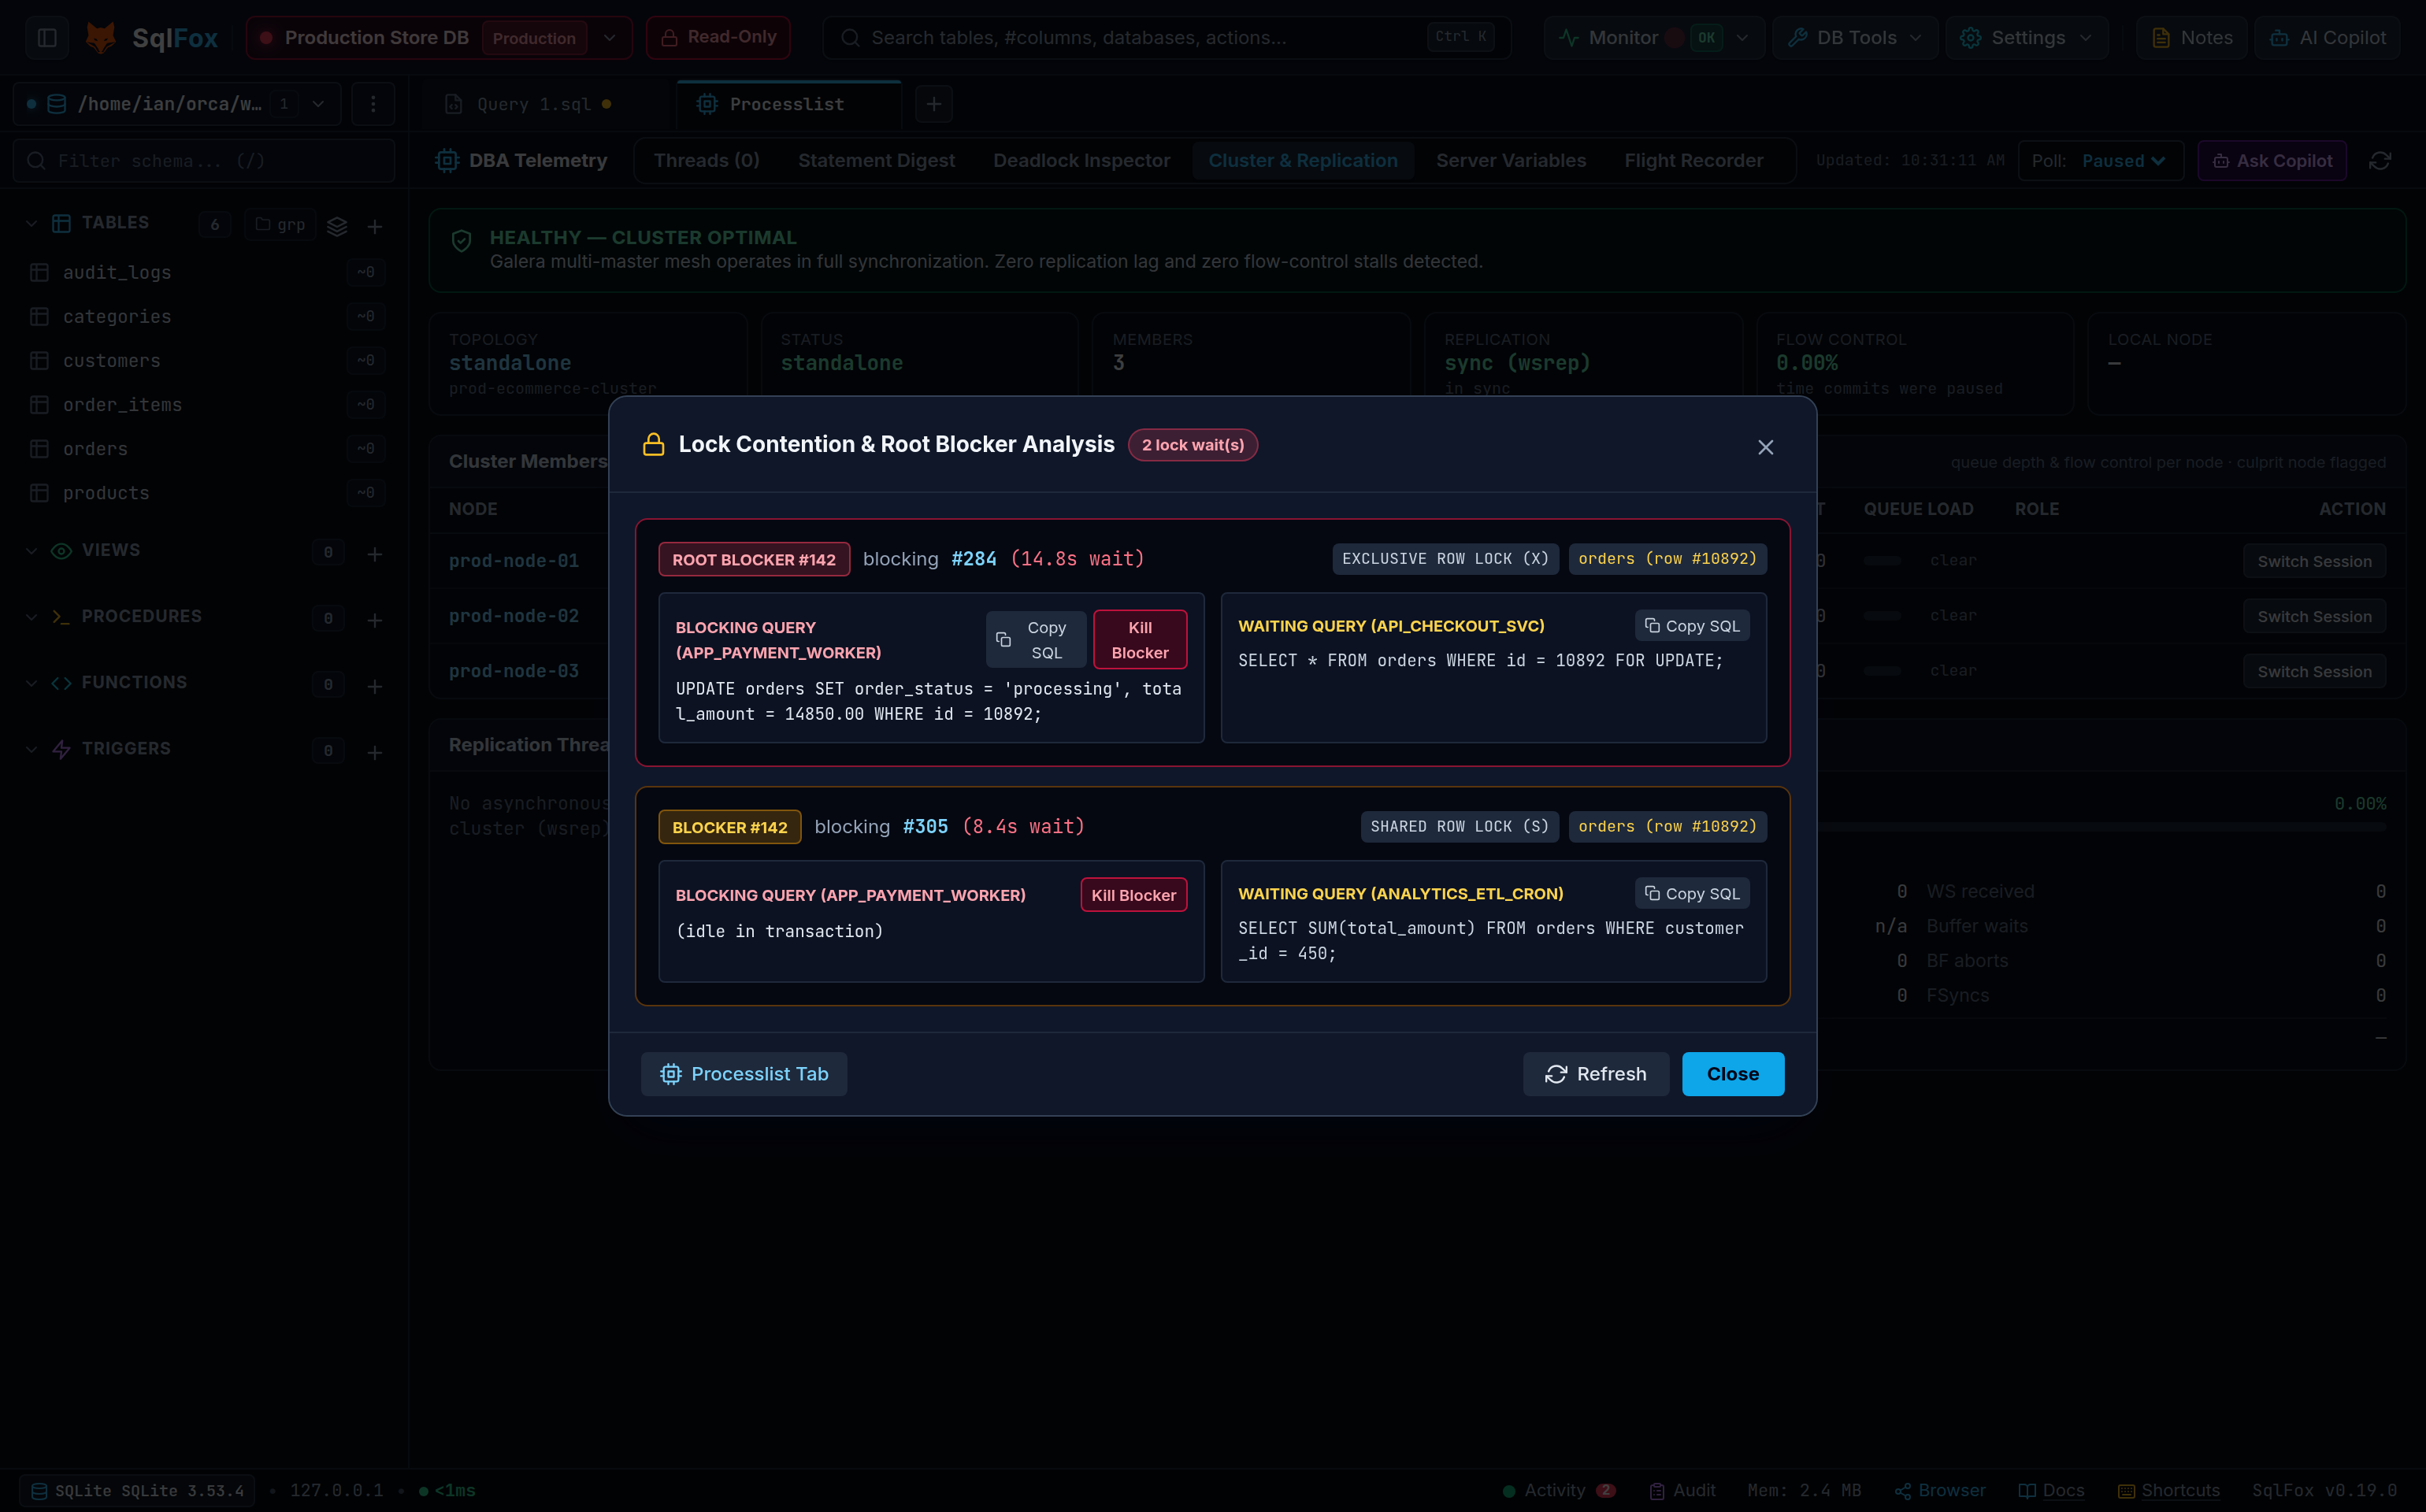 SqlFox
Production Store DB Production
Read-Only
Search tables, #columns, databases, actions... Ctrl K
Monitor OK
DB Tools
Settings
Notes
AI Copilot
/home/ian/orca/w… 1
Query 1.sql
Processlist
Filter schema... (/)
DBA Telemetry
Threads (0)
Statement Digest
Deadlock Inspector
Cluster & Replication
Server Variables
Flight Recorder
Updated: 10:31:11 AM
Poll: Paused
Ask Copilot
TABLES 6 grp
audit_logs ~0
categories ~0
customers ~0
order_items ~0
orders ~0
products ~0
VIEWS 0
PROCEDURES 0
FUNCTIONS 0
TRIGGERS 0
HEALTHY — CLUSTER OPTIMAL
Galera multi-master mesh operates in full synchronization. Zero replication lag and zero flow-control stalls detected.
TOPOLOGY
standalone
prod-ecommerce-cluster
STATUS
standalone
MEMBERS
3
REPLICATION
sync (wsrep)
in sync
FLOW CONTROL
0.00%
time commits were paused
LOCAL NODE
—
Cluster Members
queue depth & flow control per node · culprit node flagged
NODE
T QUEUE LOAD ROLE ACTION
prod-node-01
0 clear Switch Session
prod-node-02
0 clear Switch Session
prod-node-03
0 clear Switch Session
Replication Threa
No asynchronous
cluster (wsrep)
0.00%
0 WS received 0
n/a Buffer waits 0
0 BF aborts 0
0 FSyncs 0
—
Lock Contention & Root Blocker Analysis 2 lock wait(s)
ROOT BLOCKER #142 blocking #284 (14.8s wait)
EXCLUSIVE ROW LOCK (X) orders (row #10892)
BLOCKING QUERY
(APP_PAYMENT_WORKER)
Copy
SQL
Kill
Blocker
UPDATE orders SET order_status = 'processing', tota
l_amount = 14850.00 WHERE id = 10892;
WAITING QUERY (API_CHECKOUT_SVC)
Copy SQL
SELECT * FROM orders WHERE id = 10892 FOR UPDATE;
BLOCKER #142 blocking #305 (8.4s wait)
SHARED ROW LOCK (S) orders (row #10892)
BLOCKING QUERY (APP_PAYMENT_WORKER)
Kill Blocker
(idle in transaction)
WAITING QUERY (ANALYTICS_ETL_CRON)
Copy SQL
SELECT SUM(total_amount) FROM orders WHERE customer
_id = 450;
Processlist Tab
Refresh
Close
SQLite SQLite 3.53.4 • 127.0.0.1 • <1ms
Activity 2
Audit
Mem: 2.4 MB
Browser
Docs
Shortcuts
SqlFox v0.19.0